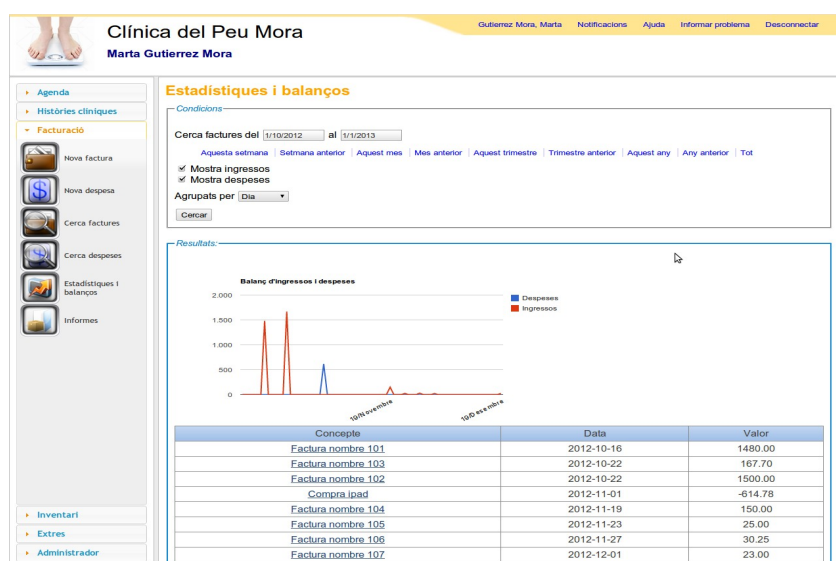 Clínica del Peu Mora
Marta Gutierrez Mora
Gutierrez Mora, Marta Notificacions Ajuda Informar problema Desconnectar
Agenda
Històries clíniques
Facturació
Nova factura
Nova despesa
Cerca factures
Cerca despeses
Estadístiques i
balanços
Informes
Inventari
Extres
Administrador
Estadístiques i balanços
Condicions
Cerca factures del 1/10/2012 al 1/1/2013
Aquesta setmana Setmana anterior Aquest mes Mes anterior Aquest trimestre Trimestre anterior Aquest any Any anterior Tot
Mostra ingressos
Mostra despeses
Agrupats per Dia
Cercar
Resultats:
Balanç d'ingressos i despeses
2.000
1.500
1.000
500
0
19/Novembre
19/Desembre
Despeses
Ingressos
Concepte Data Valor
Factura nombre 101 2012-10-16 1480.00
Factura nombre 103 2012-10-22 167.70
Factura nombre 102 2012-10-22 1500.00
Compra ipad 2012-11-01 -614.78
Factura nombre 104 2012-11-19 150.00
Factura nombre 105 2012-11-23 25.00
Factura nombre 106 2012-11-27 30.25
Factura nombre 107 2012-12-01 23.00